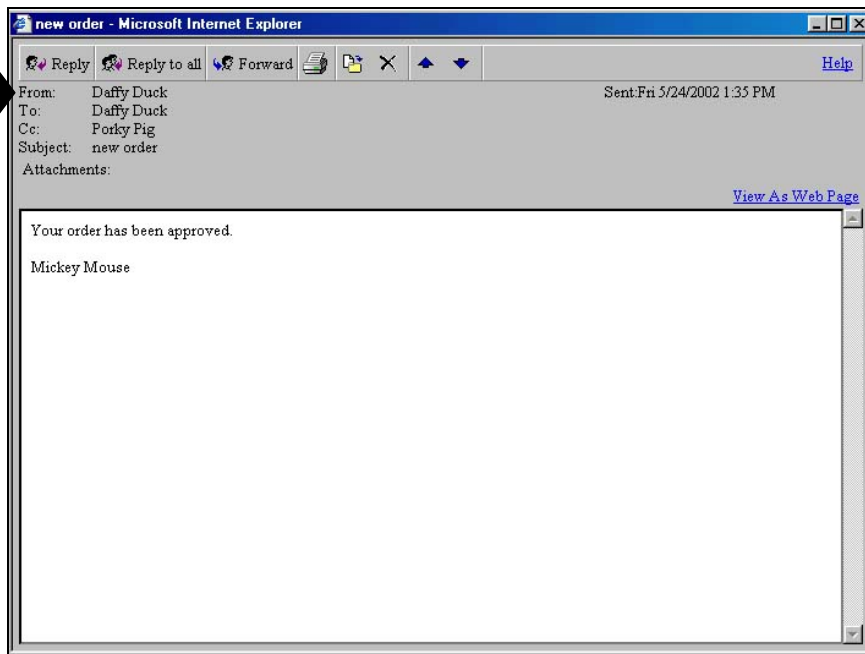 new order - Microsoft Internet Explorer
Reply Reply to all Forward Help
From: Daffy Duck Sent:Fri 5/24/2002 1:35 PM
To: Daffy Duck
Cc: Porky Pig
Subject: new order
Attachments:
View As Web Page
Your order has been approved.
Mickey Mouse